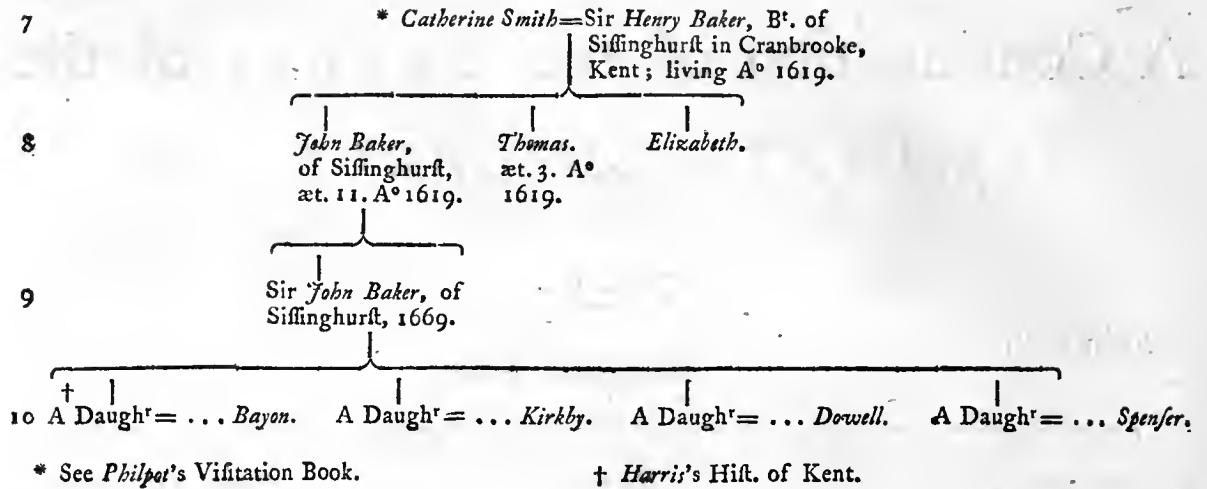 7 * Catherine Smith=Sir Henry Baker, Bᵗ. of
Siſſinghurſt in Cranbrooke,
Kent; living Aº 1619.
8 John Baker, Thomas. Elizabeth.
of Siſſinghurſt, æt. 3. Aº
æt. 11. Aº 1619. 1619.
9 Sir John Baker, of
Siſſinghurſt, 1669.
†
10 A Daughʳ= ... Bayon. A Daughʳ= ... Kirkby. A Daughʳ= ... Dowell. A Daughʳ= ... Spenſer.
* See Philpot's Viſitation Book. † Harris's Hiſt. of Kent.